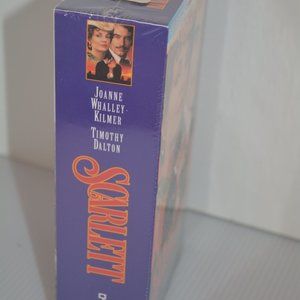 JOANNE
WHALLEY-
KILMER
TIMOTHY
DALTON
SCARLETT